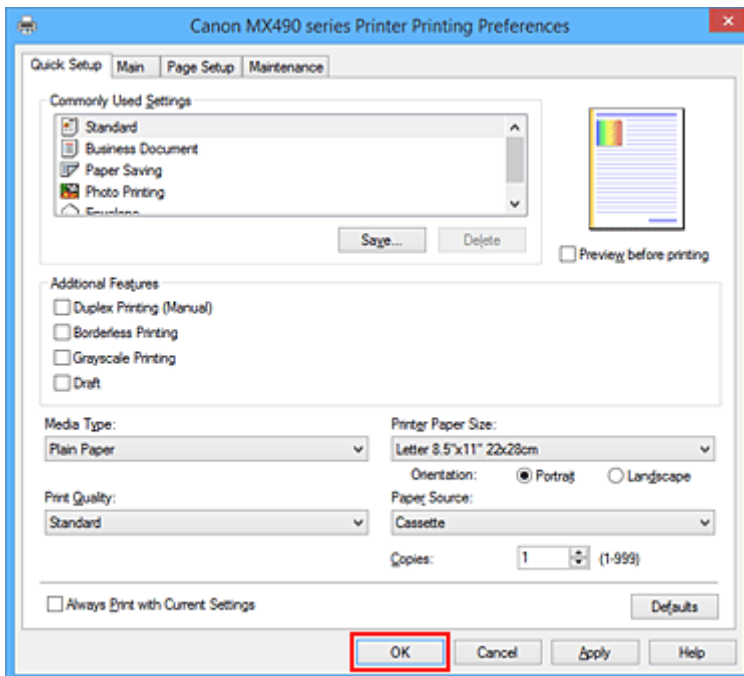 Canon MX490 series Printer Printing Preferences
Quick Setup Main Page Setup Maintenance
Commonly Used Settings
Standard
Business Document
Paper Saving
Photo Printing
Envelope
Save... Delete
Preview before printing
Additional Features
Duplex Printing (Manual)
Borderless Printing
Grayscale Printing
Draft
Media Type:
Plain Paper
Printer Paper Size:
Letter 8.5"x11" 22x28cm
Orientation: Portrait Landscape
Print Quality:
Standard
Paper Source:
Cassette
Copies: 1 (1-999)
Always Print with Current Settings
Defaults
OK Cancel Apply Help